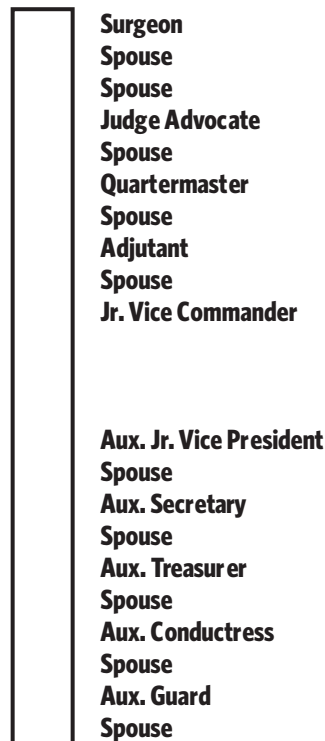 Surgeon
Spouse
Spouse
Judge Advocate
Spouse
Quartermaster
Spouse
Adjutant
Spouse
Jr. Vice Commander
Aux. Jr. Vice President
Spouse
Aux. Secretary
Spouse
Aux. Treasurer
Spouse
Aux. Conductress
Spouse
Aux. Guard
Spouse